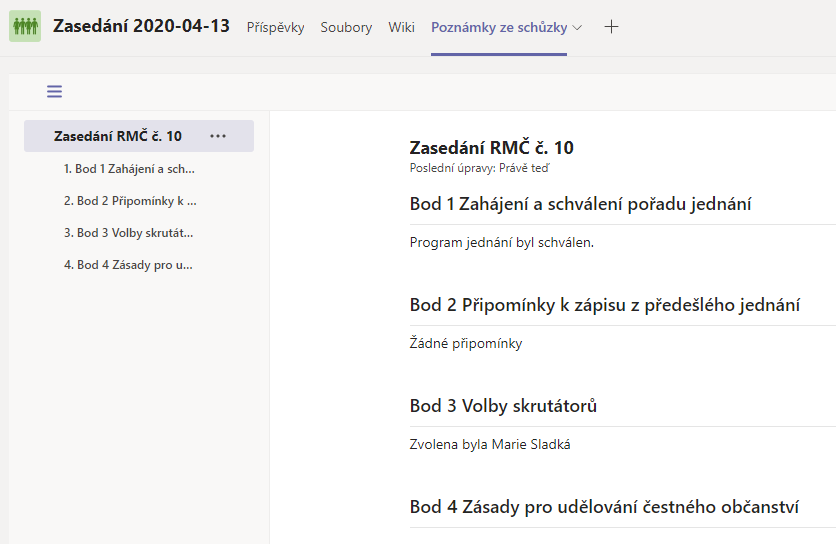 Zasedání 2020-04-13 Příspěvky Soubory Wiki Poznámky ze schůzky
Zasedání RMČ č. 10 ...
1. Bod 1 Zahájení a sch...
2. Bod 2 Připomínky k ...
3. Bod 3 Volby skrutát...
4. Bod 4 Zásady pro u...
Zasedání RMČ č. 10
Poslední úpravy: Právě teď
Bod 1 Zahájení a schválení pořadu jednání
Program jednání byl schválen.
Bod 2 Připomínky k zápisu z předešlého jednání
Žádné připomínky
Bod 3 Volby skrutátorů
Zvolena byla Marie Sladká
Bod 4 Zásady pro udělování čestného občanství